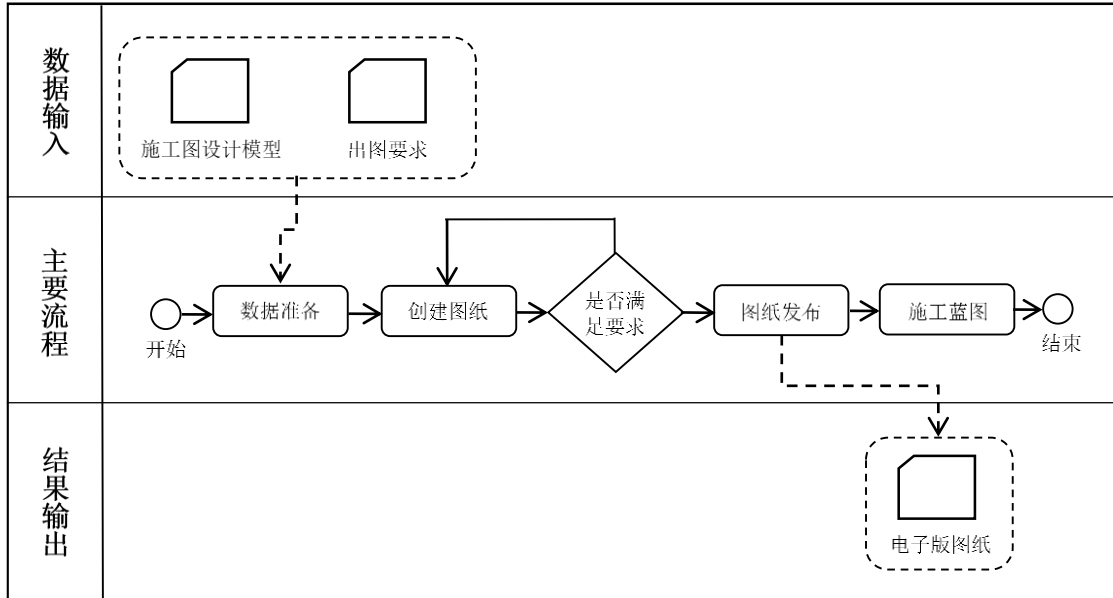 数据输入
施工图设计模型
出图要求
主要流程
开始
数据准备
创建图纸
是否满
足要求
图纸发布
施工蓝图
结束
结果输出
电子版图纸